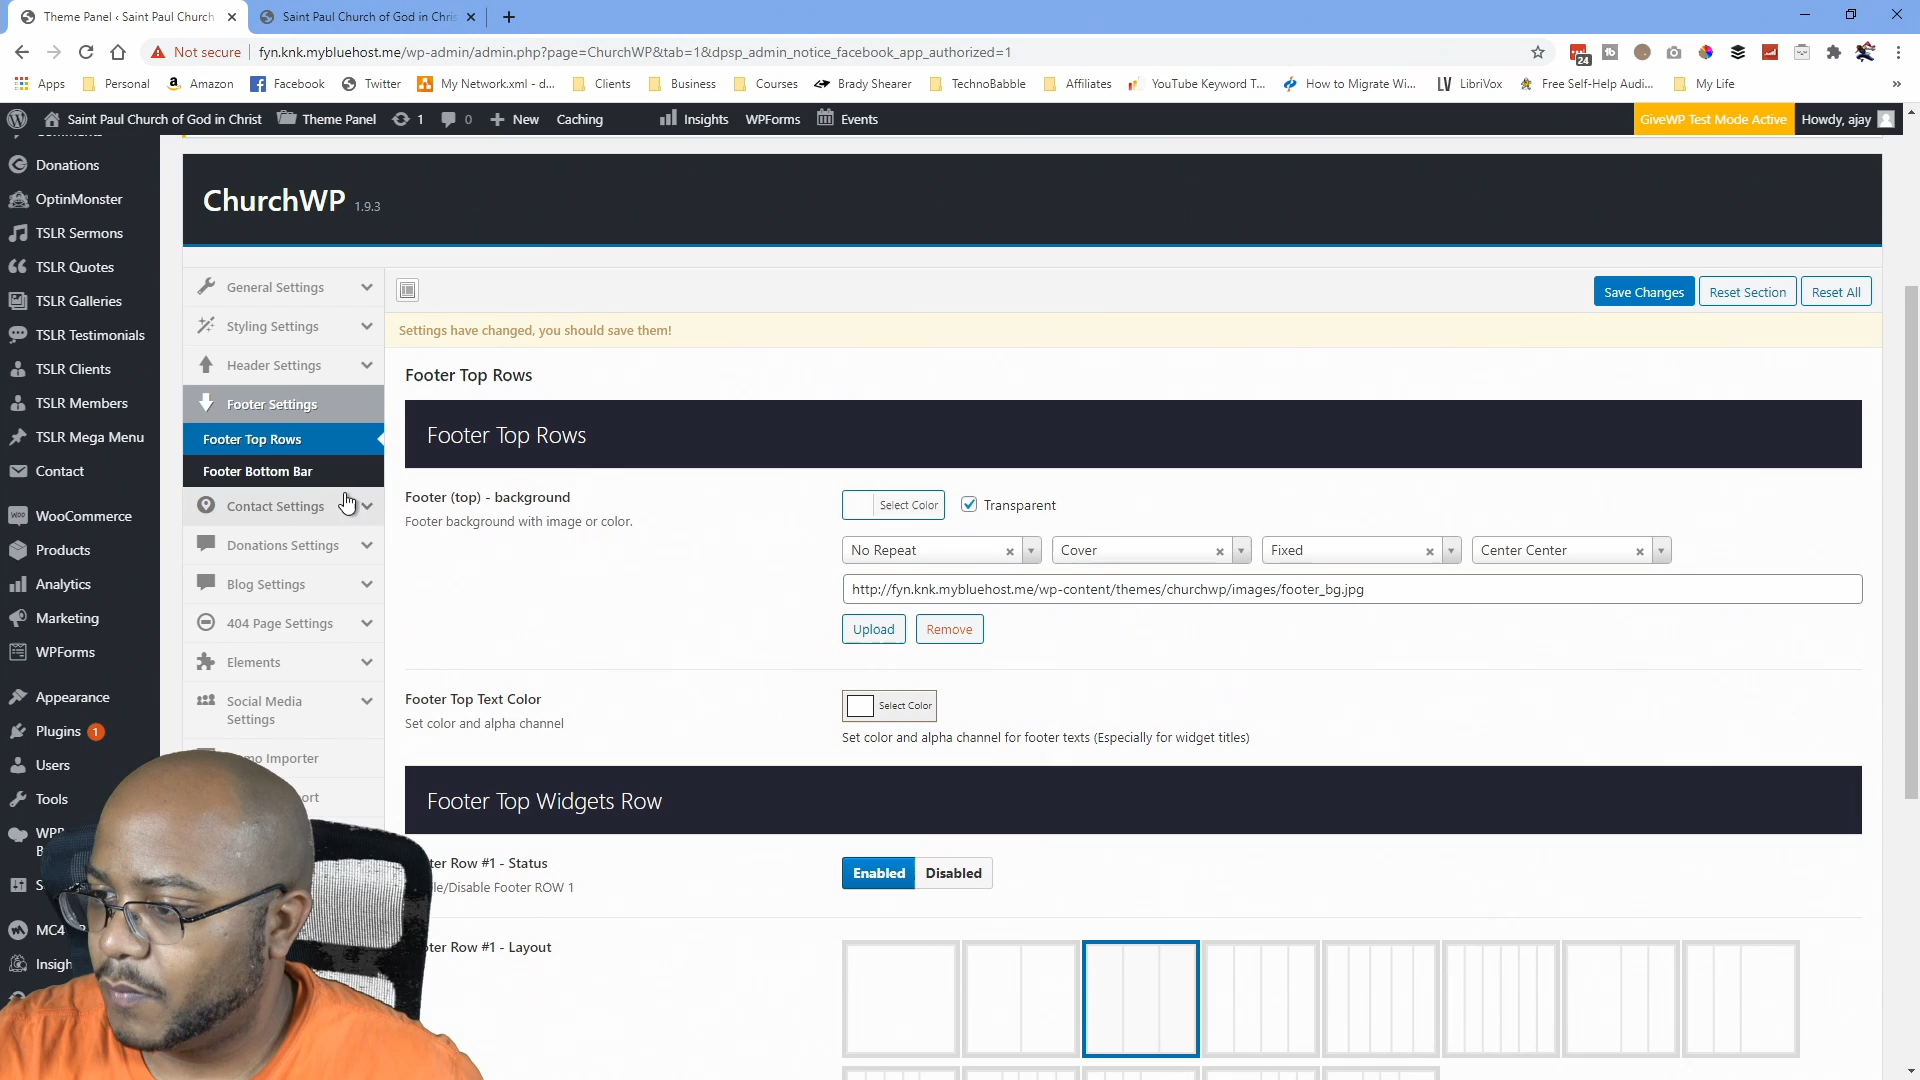 Theme Panel ‹ Saint Paul Church
Saint Paul Church of God in Chris
Not secure
fyn.knk.mybluehost.me/wp-admin/admin.php?page=ChurchWP&tab=1&dpsp_admin_notice_facebook_app_authorized=1
24
Apps
Personal
Amazon
Facebook
Twitter
My Network.xml - d...
Clients
Business
Courses
Brady Shearer
TechnoBabble
Affiliates
YouTube Keyword T...
How to Migrate Wi...
LibriVox
Free Self-Help Audi...
My Life
»
Saint Paul Church of God in Christ
Theme Panel
1
0
New
Caching
Insights
WPForms
Events
GiveWP Test Mode Active
Howdy, ajay
Comments
Donations
OptinMonster
TSLR Sermons
TSLR Quotes
TSLR Galleries
TSLR Testimonials
TSLR Clients
TSLR Members
TSLR Mega Menu
Contact
WooCommerce
Products
Analytics
Marketing
WPForms
Appearance
Plugins 1
Users
Tools
MC4
Insigh
ChurchWP 1.9.3
General Settings
Styling Settings
Header Settings
Footer Settings
Footer Top Rows
Footer Bottom Bar
Contact Settings
Donations Settings
Blog Settings
404 Page Settings
Elements
Social Media
Settings
mo Importer
ort
Save Changes
Reset Section
Reset All
Settings have changed, you should save them!
Footer Top Rows
Footer Top Rows
Footer (top) - background
Footer background with image or color.
Select Color
Transparent
No Repeat
Cover
Fixed
Center Center
http://fyn.knk.mybluehost.me/wp-content/themes/churchwp/images/footer_bg.jpg
Upload
Remove
Footer Top Text Color
Set color and alpha channel
Select Color
Set color and alpha channel for footer texts (Especially for widget titles)
Footer Top Widgets Row
ter Row #1 - Status
le/Disable Footer ROW 1
Enabled
Disabled
ter Row #1 - Layout